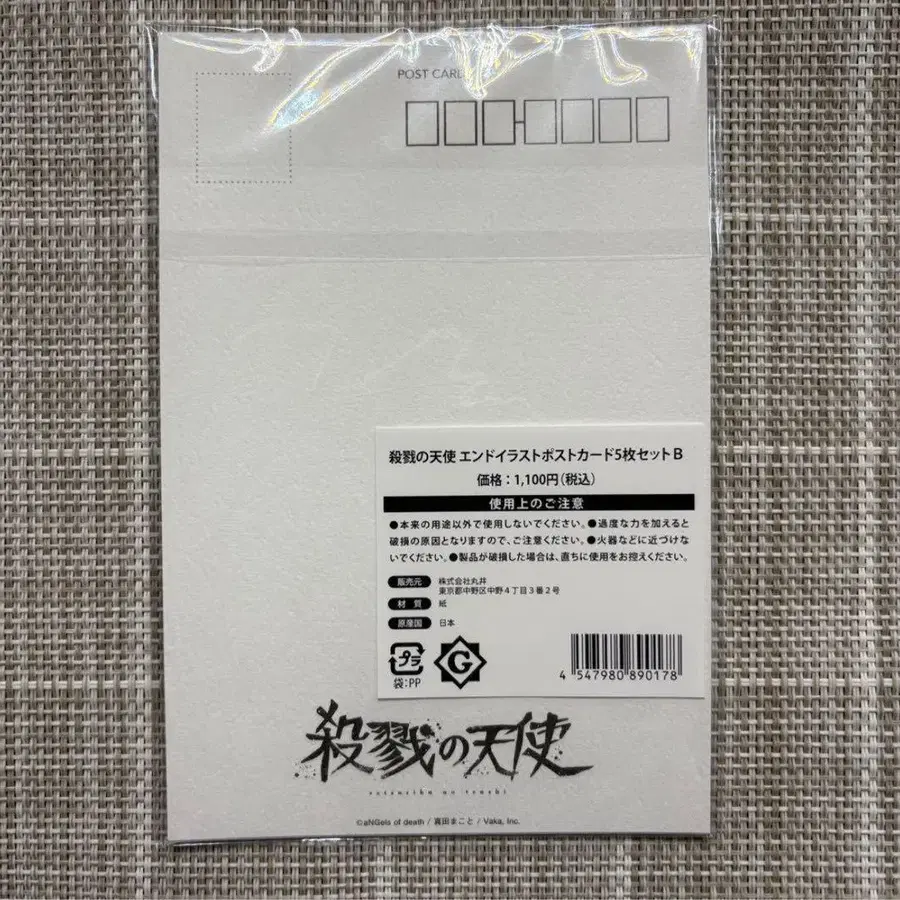 POST CARD
殺戮の天使 エンドイラストポストカード5枚セットB
価格：1,100円（税込）
使用上のご注意
●本来の用途以外で使用しないでください。●過度な力を加えると
破損の原因となりますので、ご注意ください。●火器などに近づけな
いでください。●製品が破損した場合は、直ちに使用をお控えください。
販売元 株式会社丸井
東京都中野区中野4丁目3番2号
材質 紙
原産国 日本
プラ
袋:PP
G
4 547980 890178
殺戮の天使
satsuriku no tenshi
©aNGels of death / 真田まこと / Vaka, Inc.